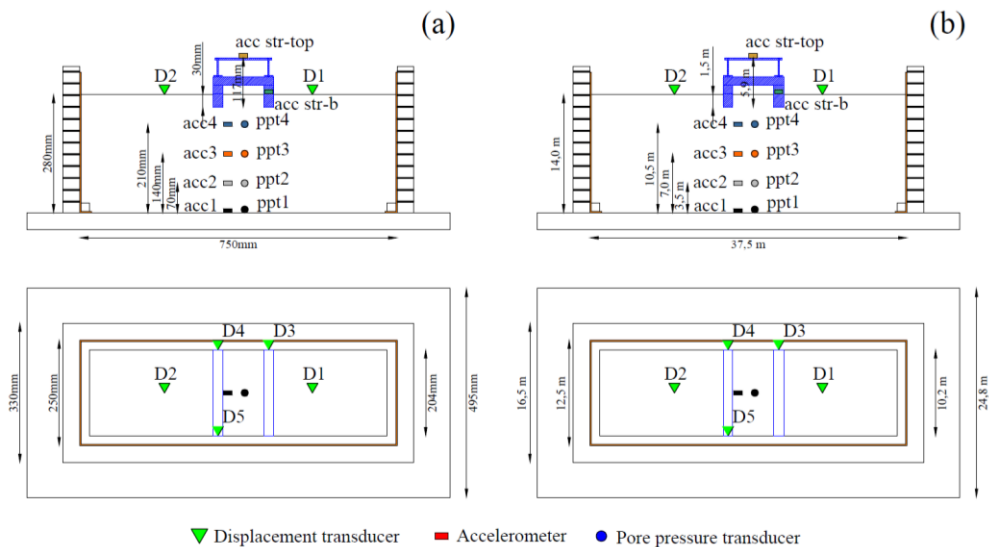 (a)
acc str-top
D2
D1
30mm
117mm
acc str-b
acc4
ppt4
acc3
ppt3
acc2
ppt2
acc1
ppt1
280mm
210mm
140mm
70mm
750mm
(b)
acc str-top
D2
D1
1,5 m
5,9 m
acc str-b
acc4
ppt4
acc3
ppt3
acc2
ppt2
acc1
ppt1
14,0 m
10,5 m
7,0 m
3,5 m
37,5 m
D4
D3
D2
D1
D5
330mm
250mm
204mm
495mm
D4
D3
D2
D1
D5
16,5 m
12,5 m
10,2 m
24,8 m
Displacement transducer
Accelerometer
Pore pressure transducer